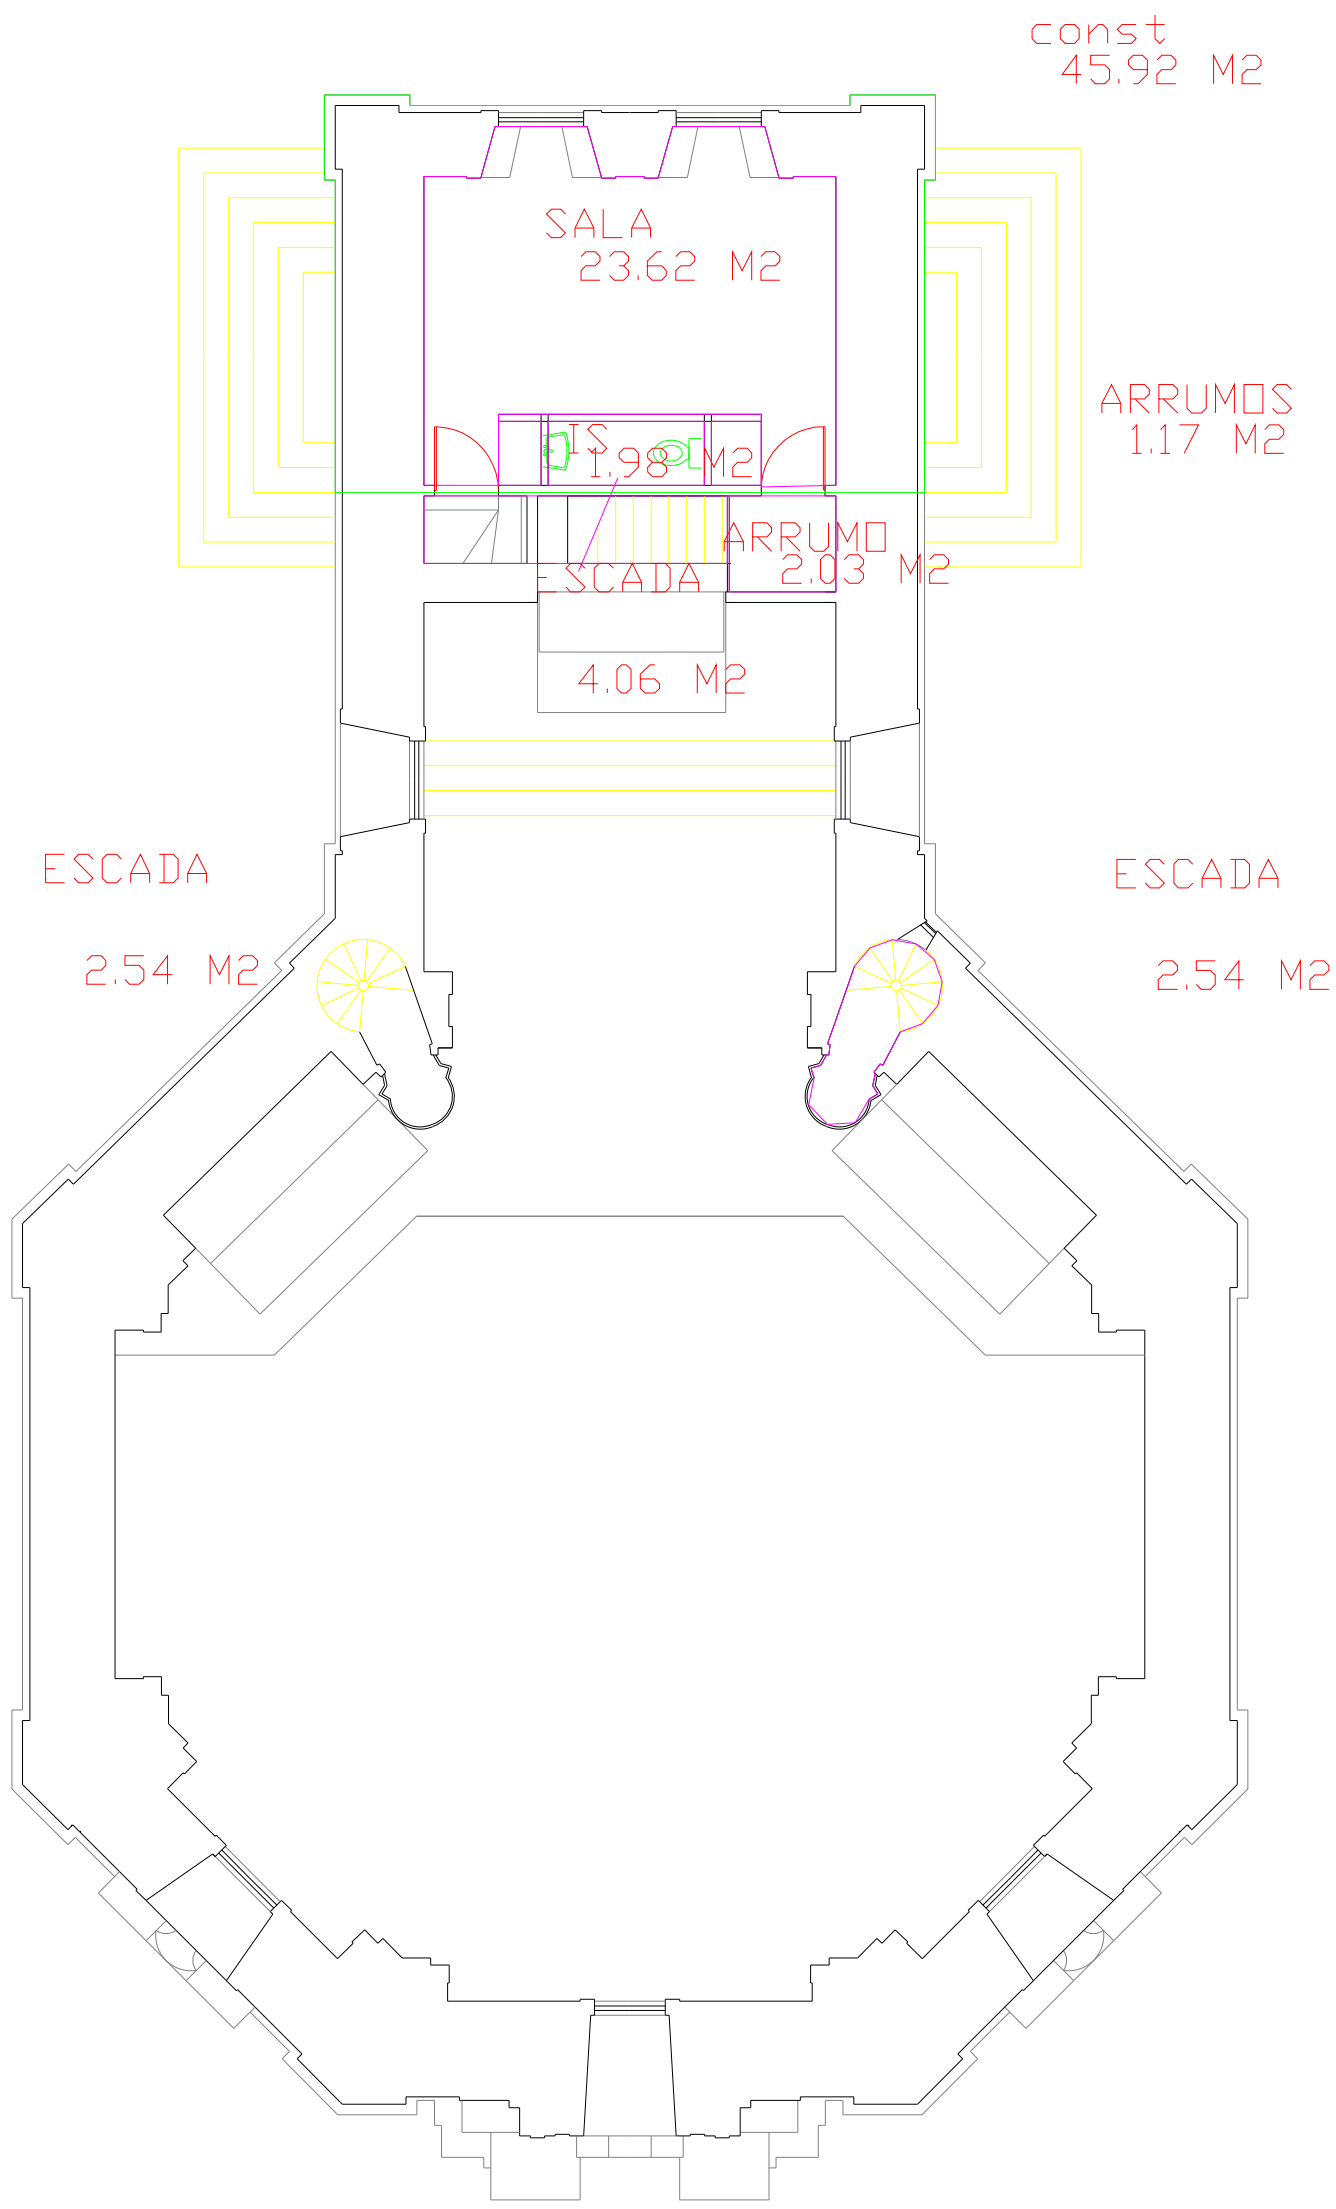 const
45.92 M2
SALA
23.62 M2
ARRUMOS
1.17 M2
IS
1.98 M2
ARRUMO
2.03 M2
ESCADA
4.06 M2
ESCADA
2.54 M2
ESCADA
2.54 M2